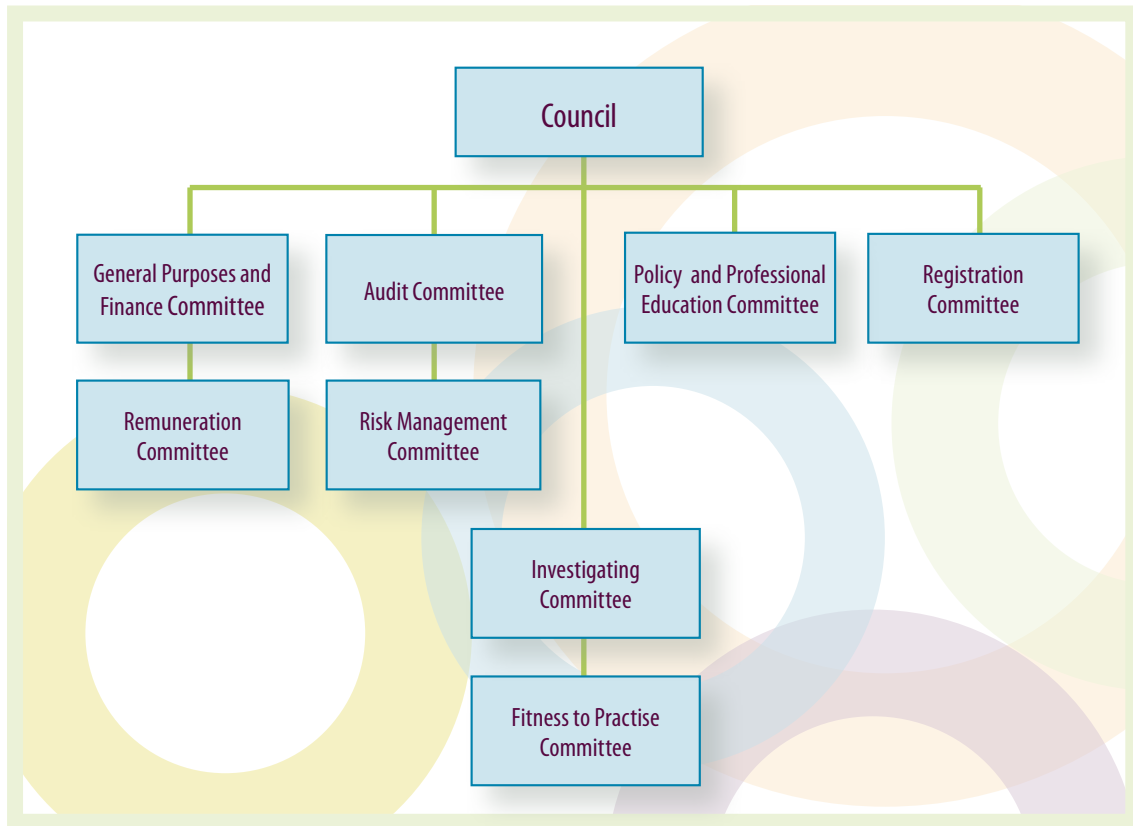 Council
General Purposes and
Finance Committee
Audit Committee
Policy and Professional
Education Committee
Registration
Committee
Remuneration
Committee
Risk Management
Committee
Investigating
Committee
Fitness to Practise
Committee